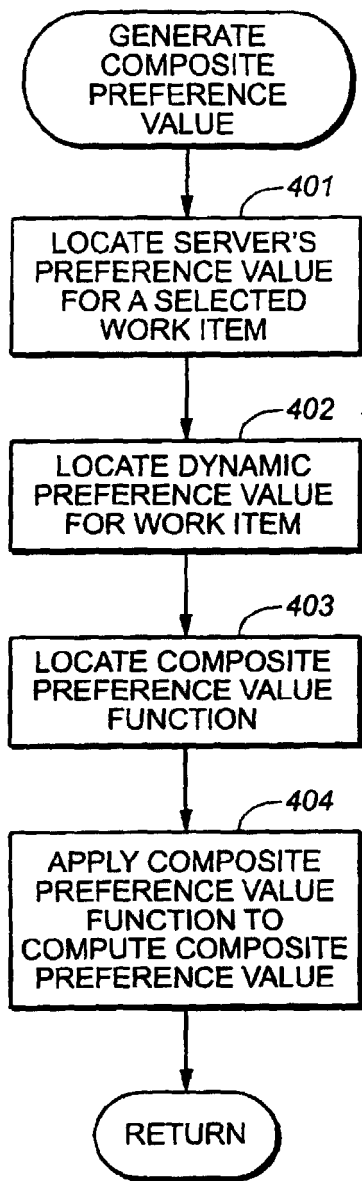 GENERATE
COMPOSITE
PREFERENCE
VALUE
401
LOCATE SERVER'S
PREFERENCE VALUE
FOR A SELECTED
WORK ITEM
402
LOCATE DYNAMIC
PREFERENCE VALUE
FOR WORK ITEM
403
LOCATE COMPOSITE
PREFERENCE VALUE
FUNCTION
404
APPLY COMPOSITE
PREFERENCE VALUE
FUNCTION TO
COMPUTE COMPOSITE
PREFERENCE VALUE
RETURN